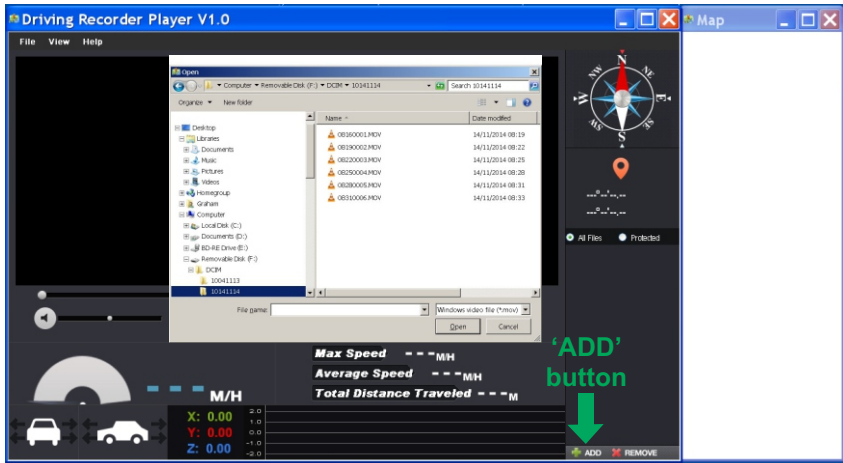 Driving Recorder Player V1.0
Map
File View Help
Open
Computer Removable Disk (F:) DCIM 10141114
Search 10141114
Organize New folder
Name Date modified
Desktop
Libraries
Documents
Music
Pictures
Videos
Homegroup
Graham
Computer
Local Disk (C:)
Documents (D:)
BD-RE Drive (E:)
Removable Disk (F:)
DCIM
10041113
10141114
08160001.MOV 14/11/2014 08:19
08190002.MOV 14/11/2014 08:22
08220003.MOV 14/11/2014 08:25
08250004.MOV 14/11/2014 08:28
08280005.MOV 14/11/2014 08:31
08310006.MOV 14/11/2014 08:33
File name: Windows video file (*.mov)
Open Cancel
N
NW NE
W E
WS SE
S
---°--'--.--
---°--'--.--
All Files Protected
Max Speed ---M/H
Average Speed ---M/H
Total Distance Traveled ---M
--- M/H
X: 0.00
Y: 0.00
Z: 0.00
2.0
1.0
0.0
-1.0
-2.0
'ADD'
button
ADD REMOVE